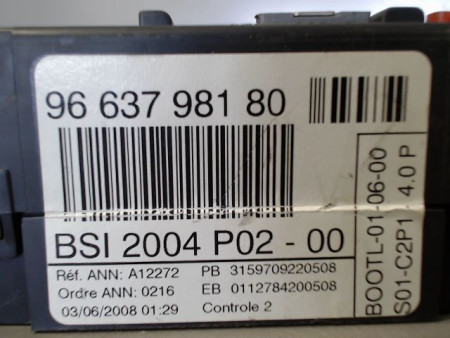 96 637 981 80
BSI 2004 P02 - 00
Réf. ANN: A12272 PB 3159709220508
Ordre ANN: 0216 EB 0112784200508
03/06/2008 01:29 Controle 2
BOOTL-01-06-00
S01-C2P1 - 4.0 P